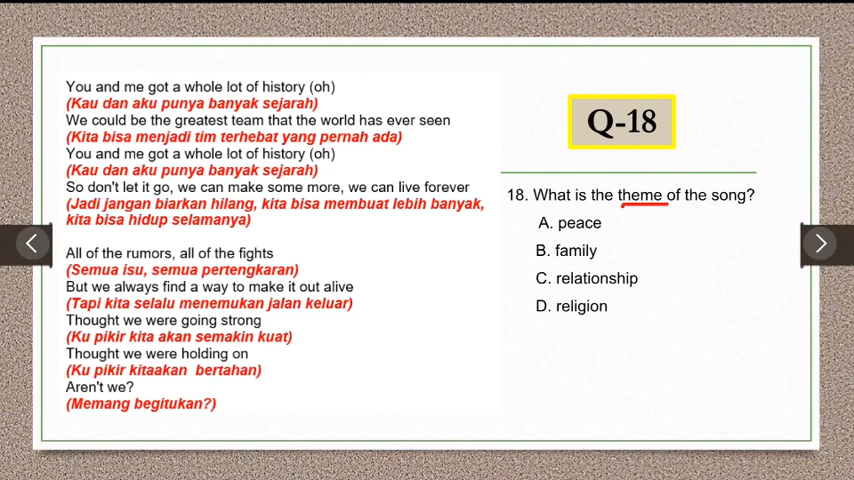 You and me got a whole lot of history (oh)
(Kau dan aku punya banyak sejarah)
We could be the greatest team that the world has ever seen
(Kita bisa menjadi tim terhebat yang pernah ada)
You and me got a whole lot of history (oh)
(Kau dan aku punya banyak sejarah)
So don't let it go, we can make some more, we can live forever
(Jadi jangan biarkan hilang, kita bisa membuat lebih banyak,
kita bisa hidup selamanya)
All of the rumors, all of the fights
(Semua isu, semua pertengkaran)
But we always find a way to make it out alive
(Tapi kita selalu menemukan jalan keluar)
Thought we were going strong
(Ku pikir kita akan semakin kuat)
Thought we were holding on
(Ku pikir kitaakan bertahan)
Aren't we?
(Memang begitukan?)
Q-18
18. What is the theme of the song?
A. peace
B. family
C. relationship
D. religion